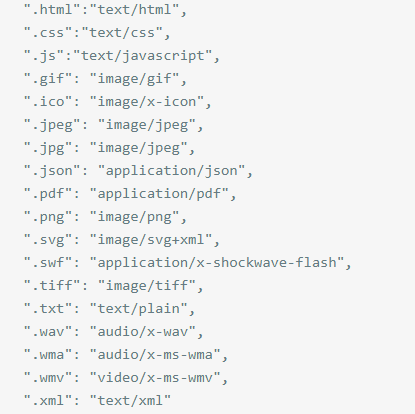 ".html":"text/html",
".css":"text/css",
".js":"text/javascript",
".gif": "image/gif",
".ico": "image/x-icon",
".jpeg": "image/jpeg",
".jpg": "image/jpeg",
".json": "application/json",
".pdf": "application/pdf",
".png": "image/png",
".svg": "image/svg+xml",
".swf": "application/x-shockwave-flash",
".tiff": "image/tiff",
".txt": "text/plain",
".wav": "audio/x-wav",
".wma": "audio/x-ms-wma",
".wmv": "video/x-ms-wmv",
".xml": "text/xml"